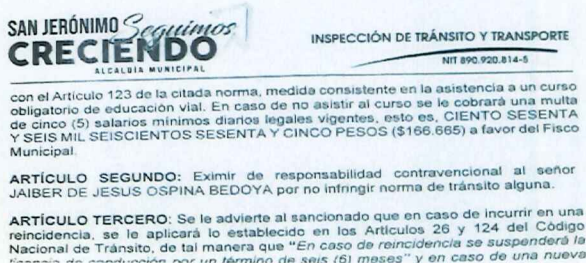 SAN JERÓNIMO Seguimos
CRECIENDO
ALCALDÍA MUNICIPAL
INSPECCIÓN DE TRÁNSITO Y TRANSPORTE
NIT 890.920.814-5
con el Artículo 123 de la citada norma, medida consistente en la asistencia a un curso
obligatorio de educación vial. En caso de no asistir al curso se le cobrará una multa
de cinco (5) salarios mínimos diarios legales vigentes, esto es, CIENTO SESENTA
Y SEIS MIL SEISCIENTOS SESENTA Y CINCO PESOS ($166.665) a favor del Fisco
Municipal.
ARTÍCULO SEGUNDO: Eximir de responsabilidad contravencional al señor
JAIBER DE JESUS OSPINA BEDOYA por no infringir norma de tránsito alguna.
ARTÍCULO TERCERO: Se le advierte al sancionado que en caso de incurrir en una
reincidencia, se le aplicará lo establecido en los Artículos 26 y 124 del Código
Nacional de Tránsito, de tal manera que "En caso de reincidencia se suspenderá la
licencia de conducción por un término de seis (6) meses" y en caso de una nueva